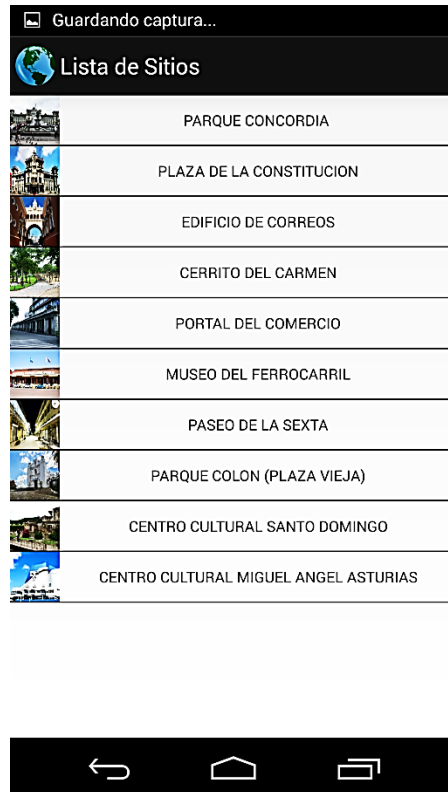 Guardando captura...
Lista de Sitios
PARQUE CONCORDIA
PLAZA DE LA CONSTITUCION
EDIFICIO DE CORREOS
CERRITO DEL CARMEN
PORTAL DEL COMERCIO
MUSEO DEL FERROCARRIL
PASEO DE LA SEXTA
PARQUE COLON (PLAZA VIEJA)
CENTRO CULTURAL SANTO DOMINGO
CENTRO CULTURAL MIGUEL ANGEL ASTURIAS